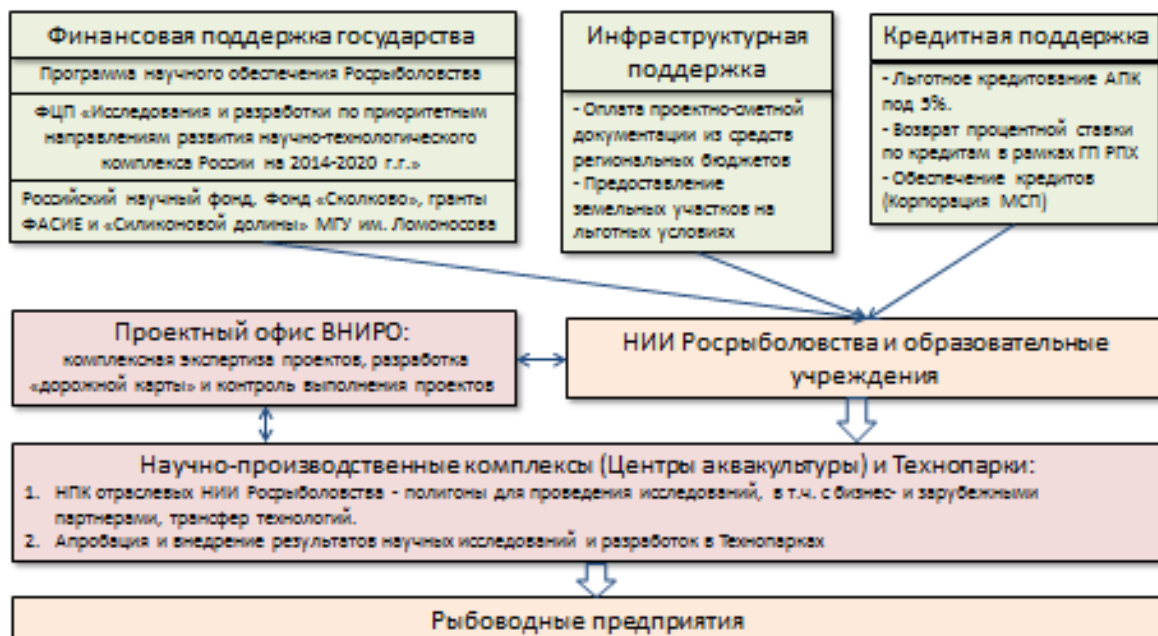 Финансовая поддержка государства
Программа научного обеспечения Росрыболовства
ФЦП «Исследования и разработки по приоритетным
направлениям развития научно-технологического
комплекса России на 2014-2020 г.г.»
Российский научный фонд, Фонд «Сколково», гранты
ФАСИЕ и «Силиконовой долины» МГУ им. Ломоносова
Инфраструктурная
поддержка
- Оплата проектно-сметной
документации из средств
региональных бюджетов
- Предоставление
земельных участков на
льготных условиях
Кредитная поддержка
- Льготное кредитование АПК
под 5%.
- Возврат процентной ставки
по кредитам в рамках ГП РПХ
- Обеспечение кредитов
(Корпорация МСП)
Проектный офис ВНИРО:
комплексная экспертиза проектов, разработка
«дорожной карты» и контроль выполнения проектов
НИИ Росрыболовства и образовательные
учреждения
Научно-производственные комплексы (Центры аквакультуры) и Технопарки:
1. НПК отраслевых НИИ Росрыболовства - полигоны для проведения исследований, в т.ч. с бизнес- и зарубежными
партнерами, трансфер технологий.
2. Апробация и внедрение результатов научных исследований и разработок в Технопарках
Рыбоводные предприятия